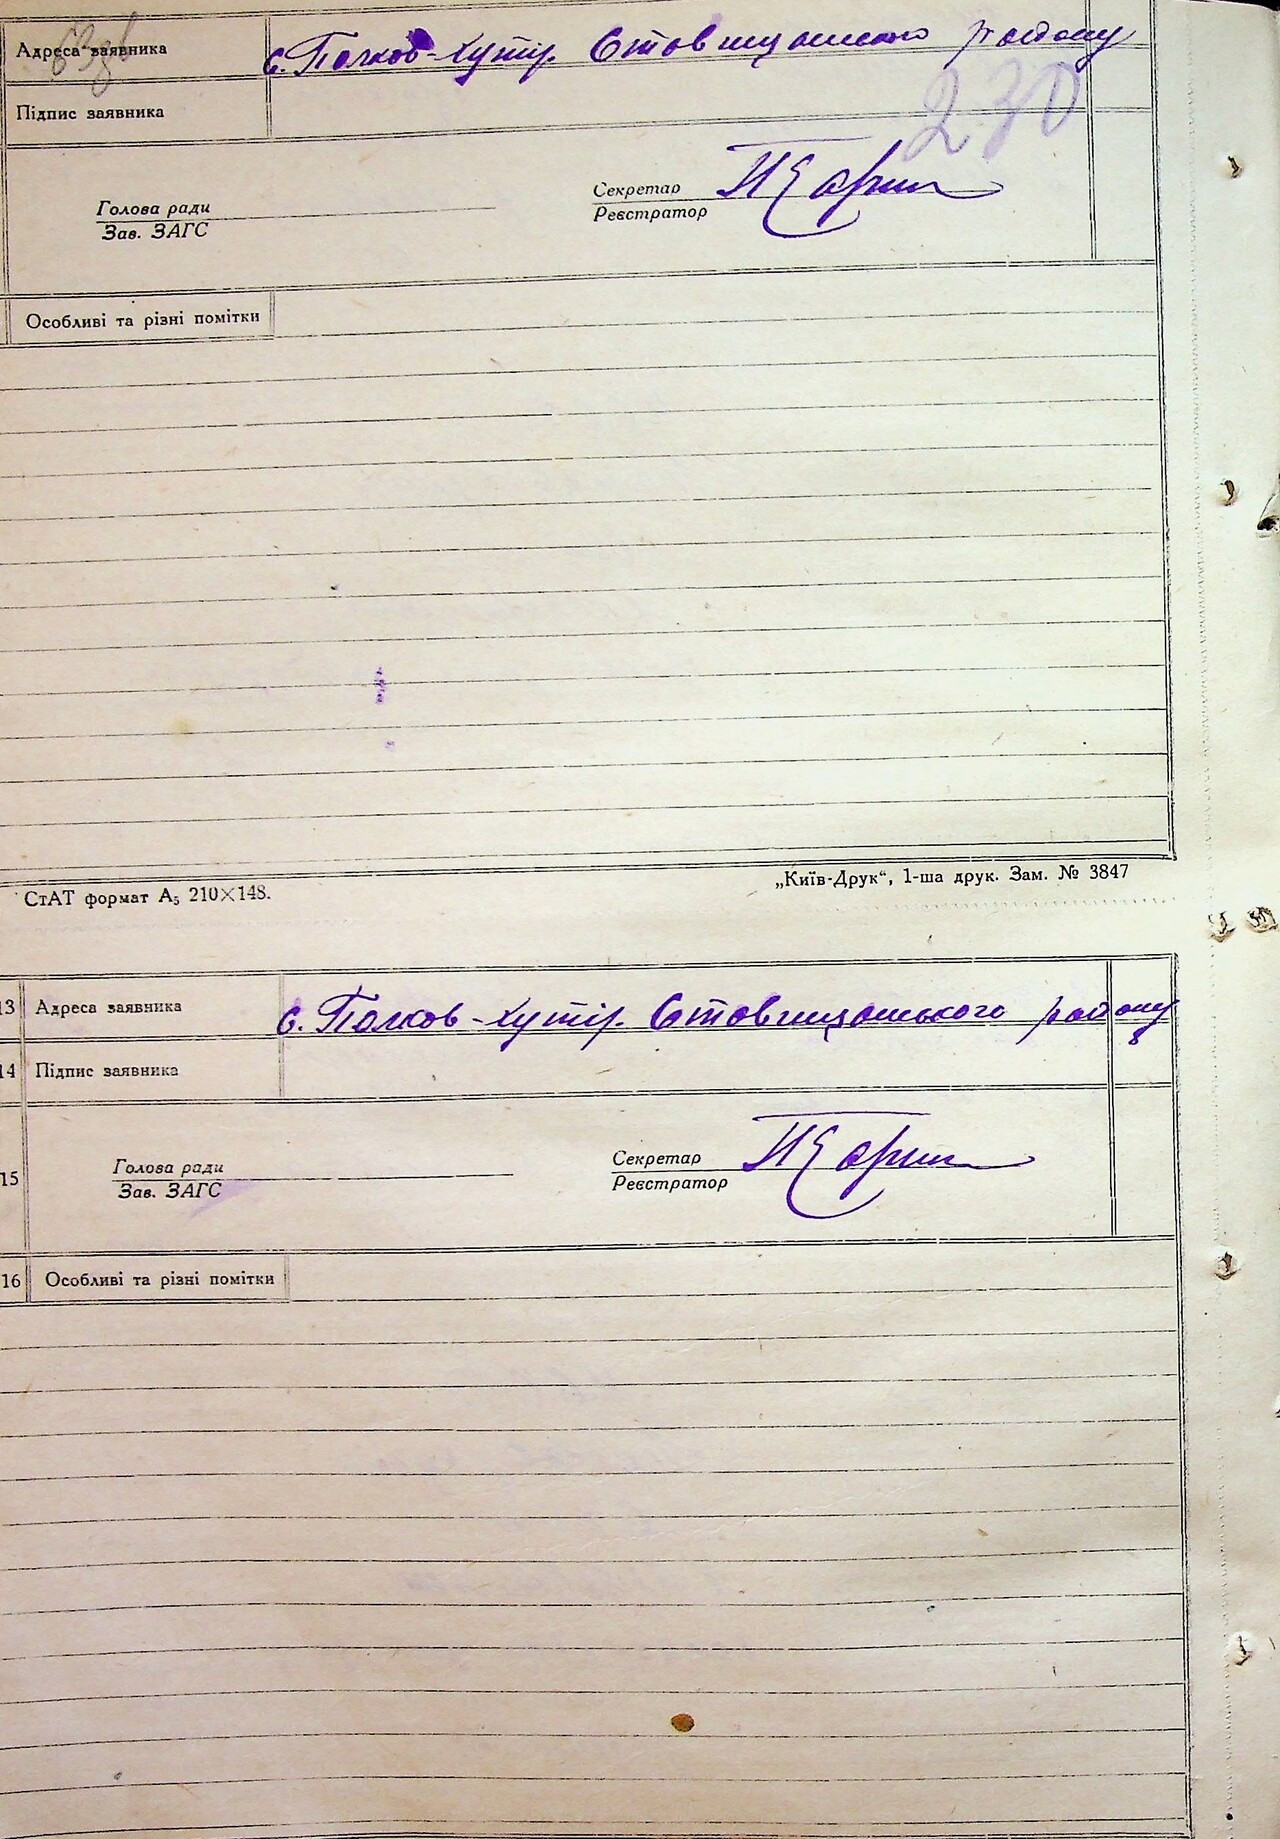 Адреса заявника с. Полков-хутір. Ставищанського району
Підпис заявника
230
Секретар
Голова ради Реєстратор
Зав. ЗАГС
Особливі та різні помітки
СтАТ формат А5 210×148. „Київ-Друк“, 1-ша друк. Зам. № 3847
13 Адреса заявника с. Полков-хутір. Ставищанського району
14 Підпис заявника
15 Голова ради Секретар
Зав. ЗАГС Реєстратор
16 Особливі та різні помітки